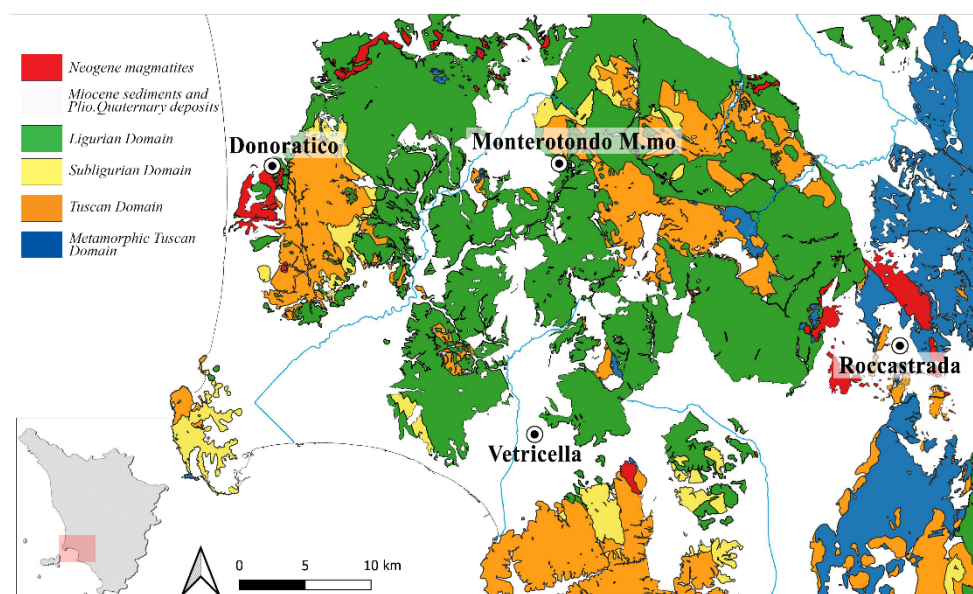 Neogene magmatites
Miocene sediments and
Plio.Quaternary deposits
Ligurian Domain
Subligurian Domain
Tuscan Domain
Metamorphic Tuscan
Domain
Donoratico
Monterotondo M.mo
Roccastrada
Vetricella
0 5 10 km